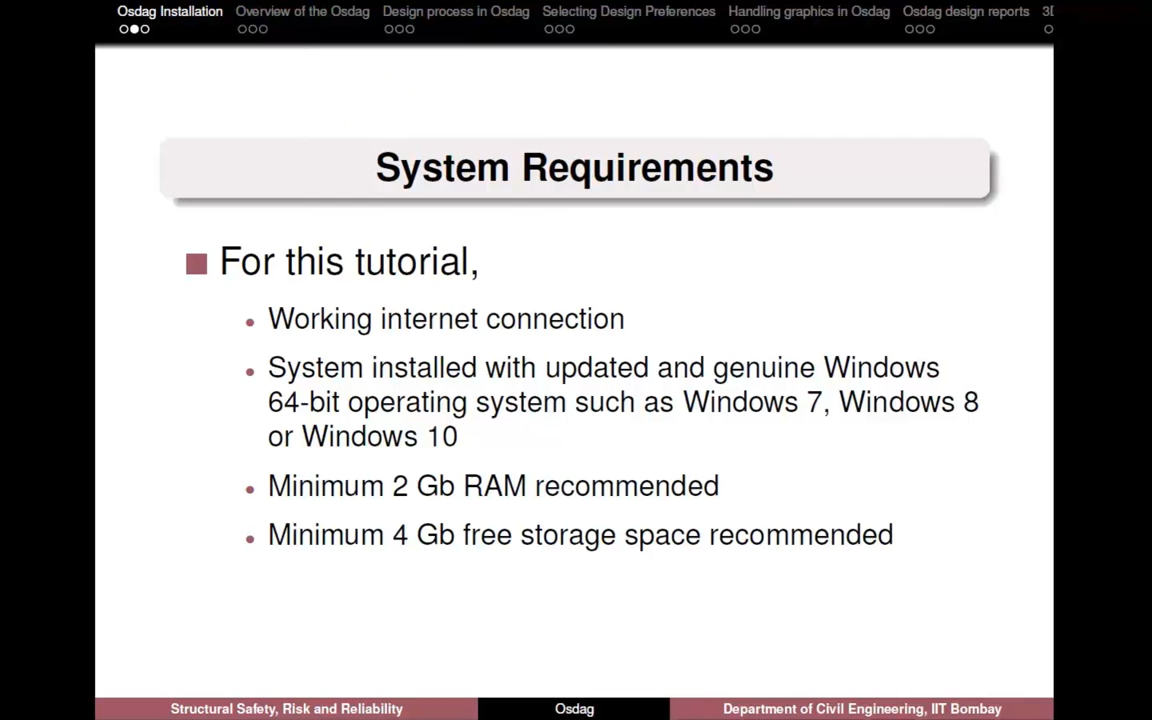 Osdag Installation Overview of the Osdag Design process in Osdag Selecting Design Preferences Handling graphics in Osdag Osdag design reports
System Requirements
For this tutorial,
Working internet connection
System installed with updated and genuine Windows
64-bit operating system such as Windows 7, Windows 8
or Windows 10
Minimum 2 Gb RAM recommended
Minimum 4 Gb free storage space recommended
Structural Safety, Risk and Reliability Osdag Department of Civil Engineering, IIT Bombay